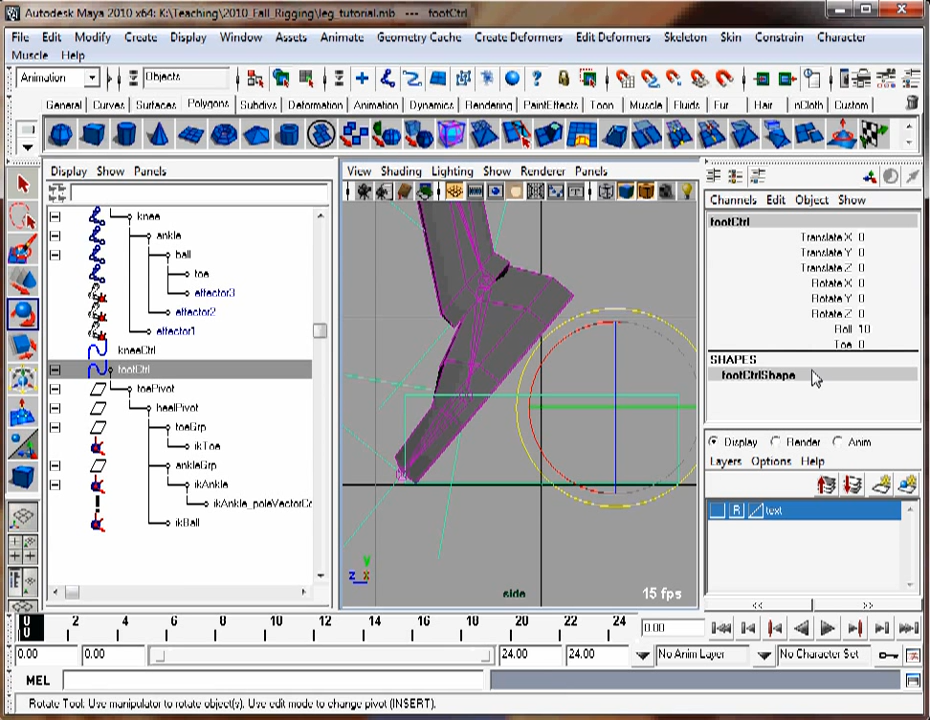 Autodesk Maya 2010 x64: K:\Teaching\2010_Fall_Rigging\leg_tutorial.mb --- footCtrl
File Edit Modify Create Display Window Assets Animate Geometry Cache Create Deformers Edit Deformers Skeleton Skin Constrain Character
Muscle Help
Animation Objects
General Curves Surfaces Polygons Subdivs Deformation Animation Dynamics Rendering PaintEffects Toon Muscle Fluids Fur Hair nCloth Custom
Display Show Panels
View Shading Lighting Show Renderer Panels
Channels Edit Object Show
knee
ankle
ball
toe
effector3
effector2
effector1
kneeCtrl
footCtrl
toePivot
heelPivot
toeGrp
ikToe
ankleGrp
ikAnkle
ikAnkle_poleVectorCo
ikBall
y
z x
side
15 fps
footCtrl
Translate X 0
Translate Y 0
Translate Z 0
Rotate X 0
Rotate Y 0
Rotate Z 0
Roll 10
Toe 0
SHAPES
footCtrlShape
Display Render Anim
Layers Options Help
R text
<< >>
0 2 4 6 8 10 12 14 16 18 20 22 24
0
0.00
0.00 0.00 24.00 24.00 No Anim Layer No Character Set
MEL
Rotate Tool: Use manipulator to rotate object(s). Use edit mode to change pivot (INSERT).